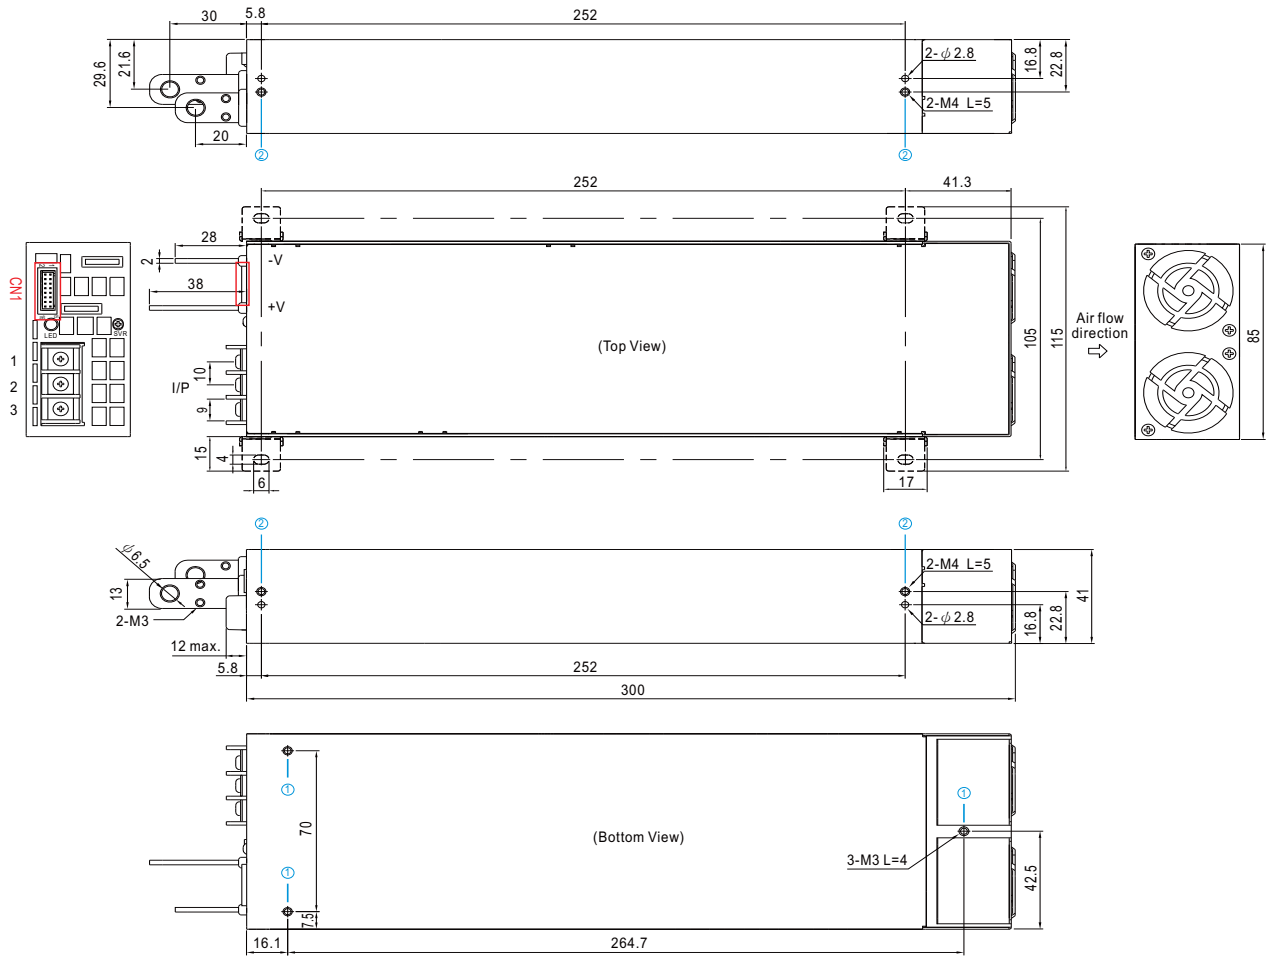 30
5.8
252
29.6
21.6
2-φ2.8
16.8
22.8
2-M4 L=5
20
②
②
252
41.3
28
2
-V
38
+V
CN1
LED
SVR
1
2
3
I/P
10
9
(Top View)
105
115
Air flow
direction
85
15
4
6
17
②
②
φ6.5
13
2-M3
2-M4 L=5
2-φ2.8
16.8
22.8
41
12 max.
5.8
252
300
①
①
70
①
(Bottom View)
3-M3 L=4
42.5
7.5
16.1
264.7